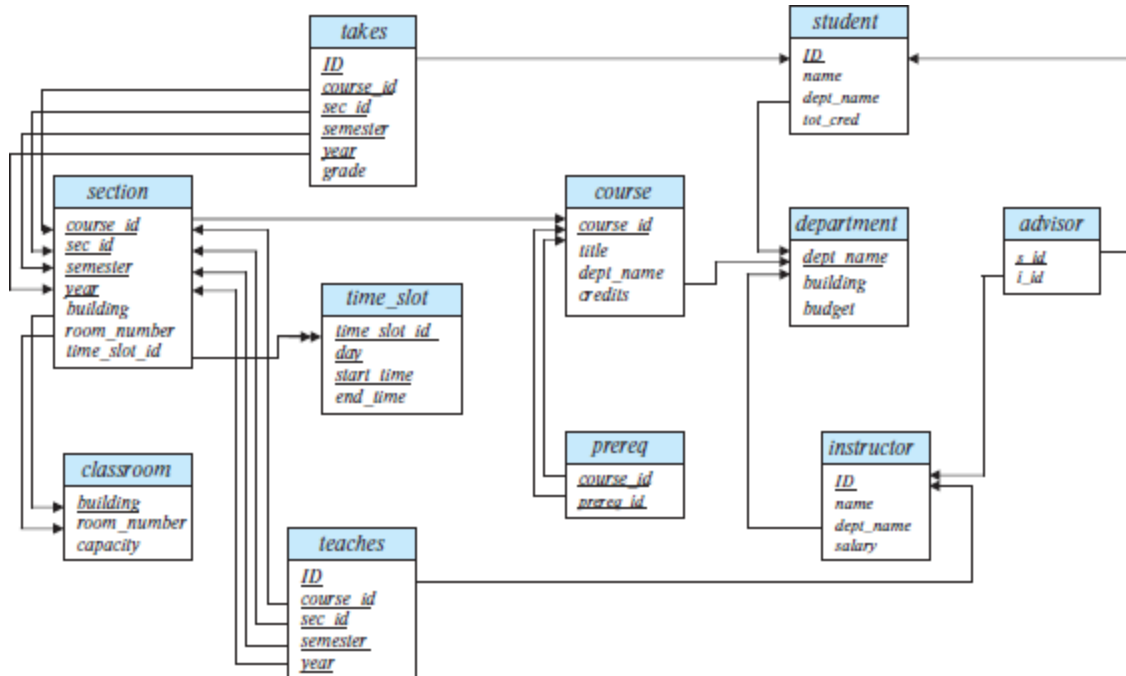 takes
ID
course_id
sec_id
semester
year
grade
student
ID
name
dept_name
tot_cred
section
course_id
sec_id
semester
year
building
room_number
time_slot_id
course
course_id
title
dept_name
credits
department
dept_name
building
budget
advisor
s_id
i_id
time_slot
time_slot_id
day
start_time
end_time
prereq
course_id
prereq_id
instructor
ID
name
dept_name
salary
classroom
building
room_number
capacity
teaches
ID
course_id
sec_id
semester
year